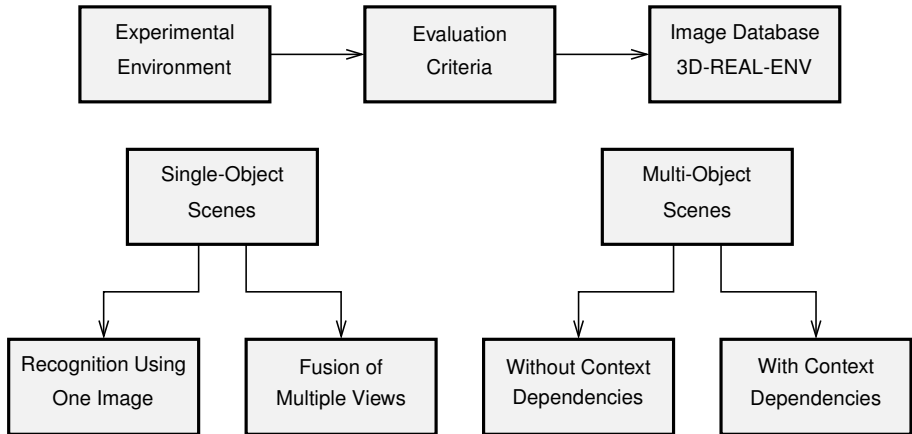 Experimental
Environment
Evaluation
Criteria
Image Database
3D-REAL-ENV
Single-Object
Scenes
Multi-Object
Scenes
Recognition Using
One Image
Fusion of
Multiple Views
Without Context
Dependencies
With Context
Dependencies